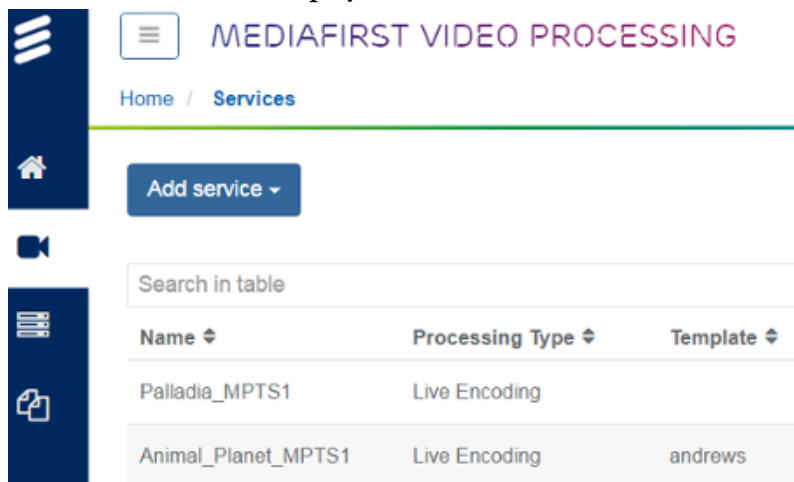 MEDIAFIRST VIDEO PROCESSING
Home / Services
Add service
Search in table
Name Processing Type Template
Palladia_MPTS1 Live Encoding
Animal_Planet_MPTS1 Live Encoding andrews